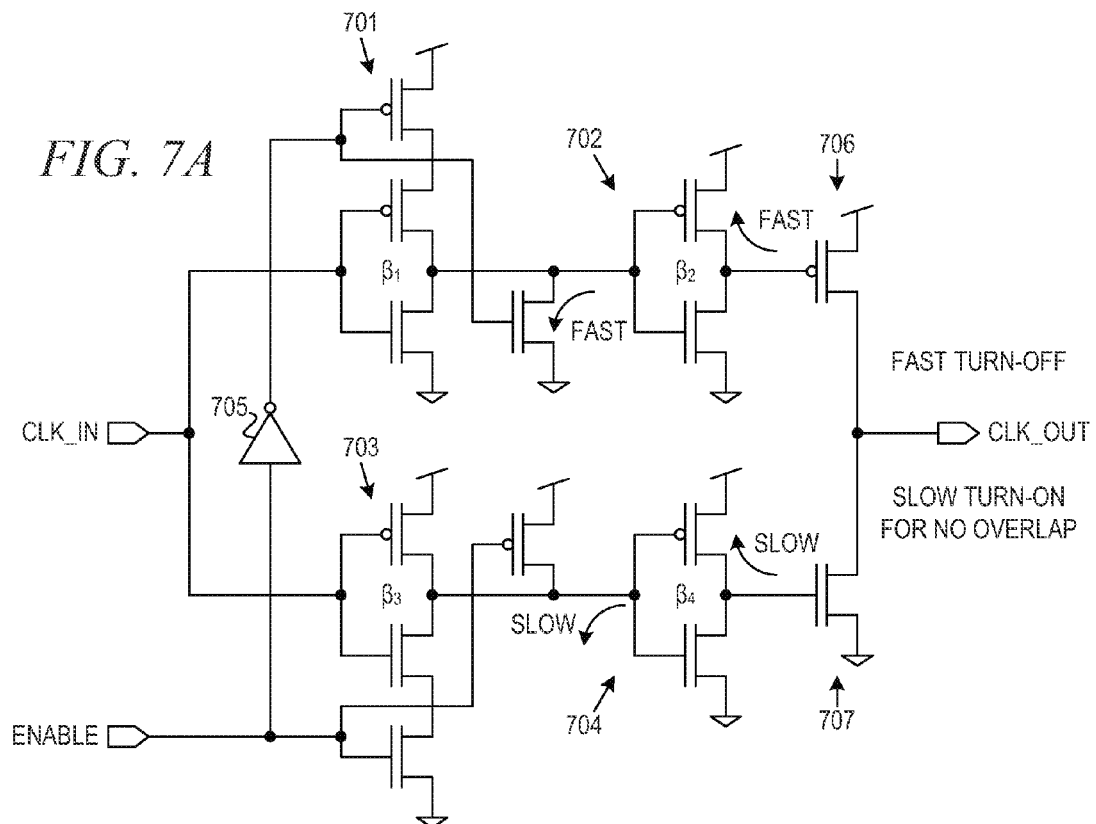 701
FIG. 7A
702
706
FAST
β1
β2
FAST
FAST TURN-OFF
705
CLK_IN
CLK_OUT
703
SLOW TURN-ON
FOR NO OVERLAP
SLOW
β3
β4
SLOW
ENABLE
704
707